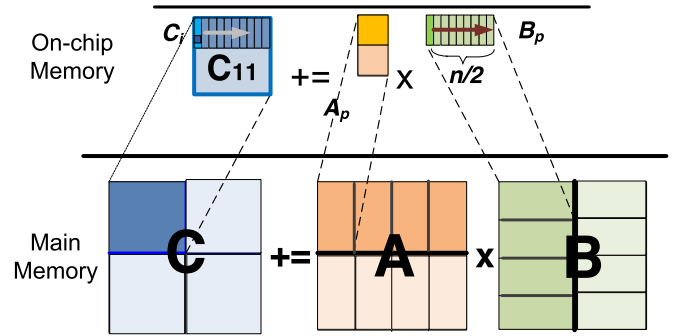 On-chip
Memory
Ci
C11
+=
Ap
x
n/2
Bp
Main
Memory
C
+=
A
x
B